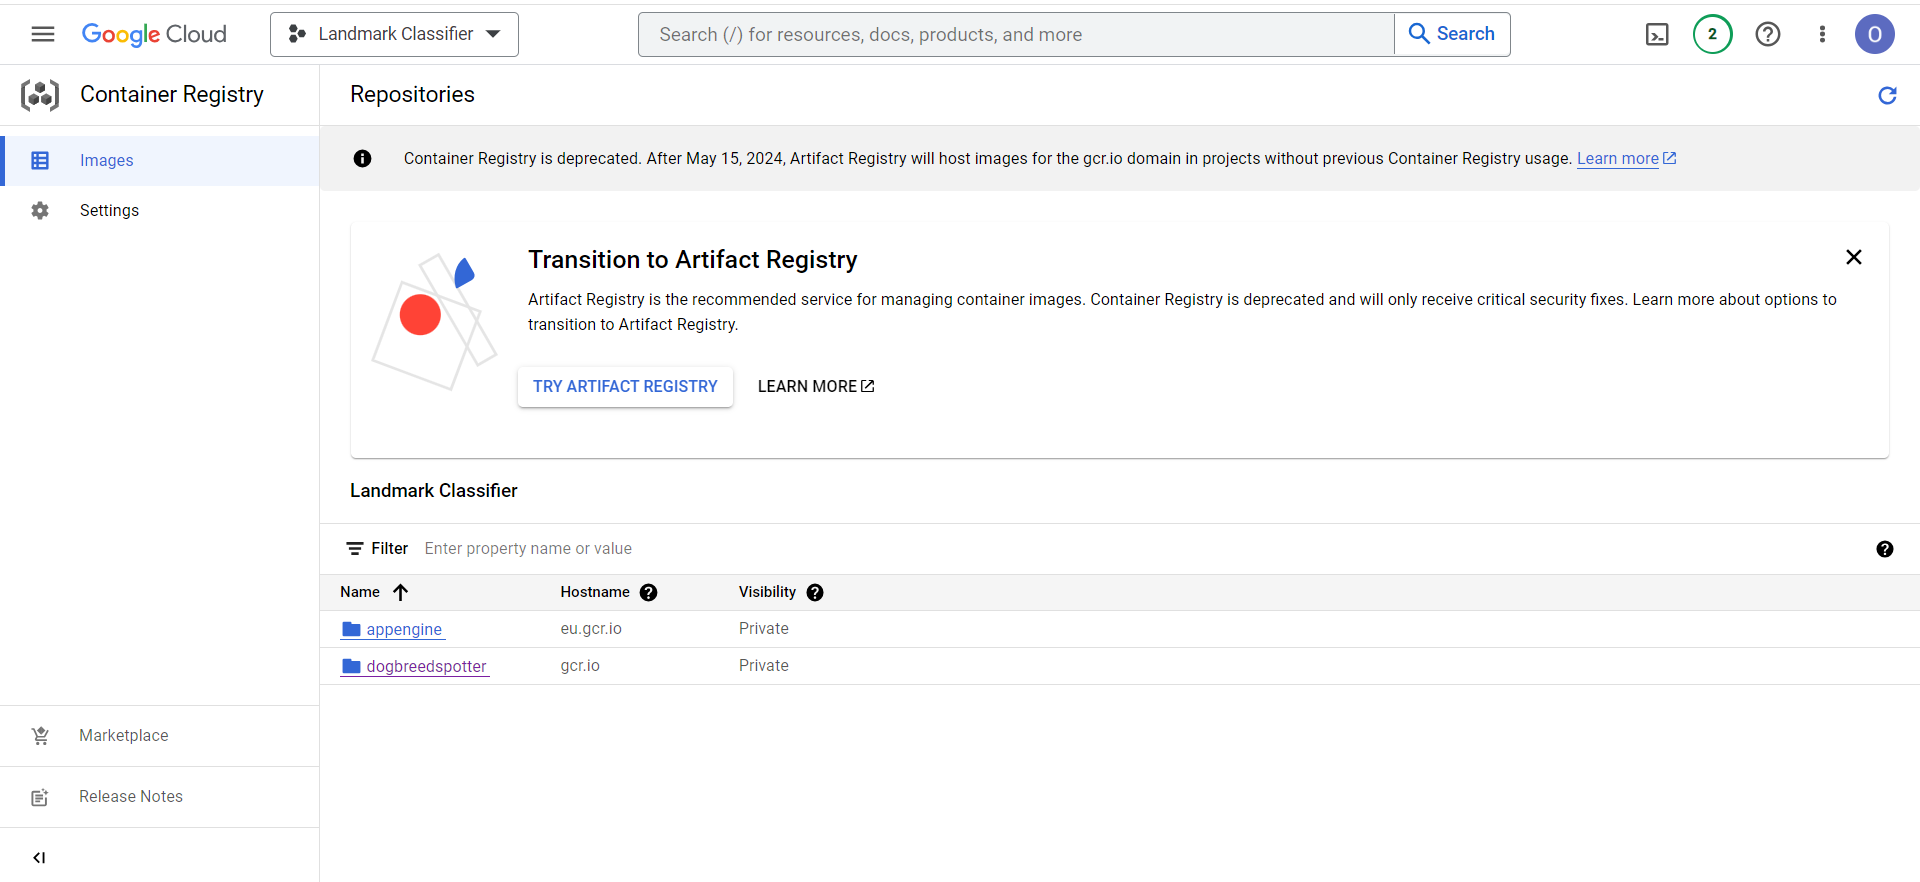 Google Cloud
Landmark Classifier
Search (/) for resources, docs, products, and more
Search
2
O
Container Registry
Repositories
Images
Settings
Container Registry is deprecated. After May 15, 2024, Artifact Registry will host images for the gcr.io domain in projects without previous Container Registry usage. Learn more
Transition to Artifact Registry
Artifact Registry is the recommended service for managing container images. Container Registry is deprecated and will only receive critical security fixes. Learn more about options to
transition to Artifact Registry.
TRY ARTIFACT REGISTRY LEARN MORE
Landmark Classifier
Filter Enter property name or value
Name Hostname Visibility
appengine eu.gcr.io Private
dogbreedspotter gcr.io Private
Marketplace
Release Notes